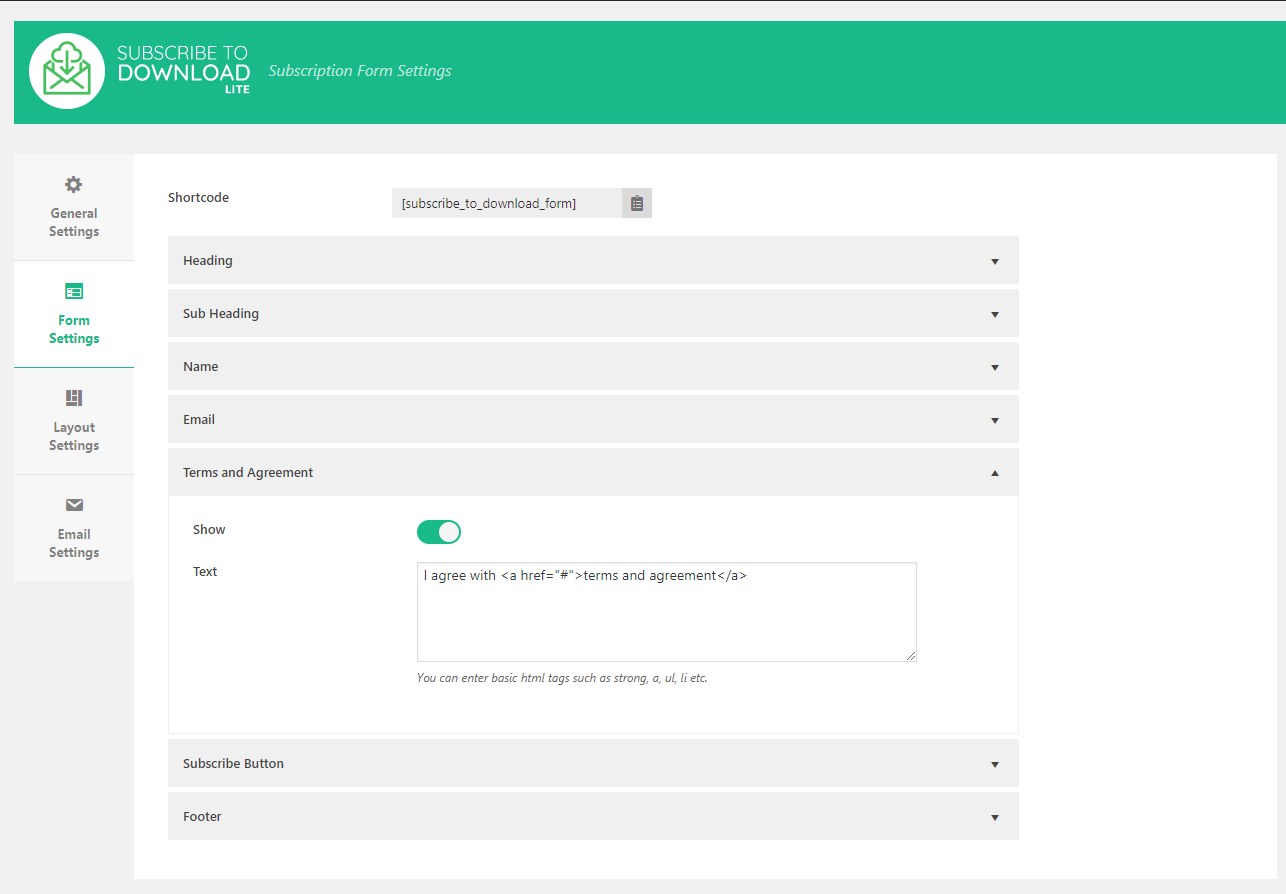 SUBSCRIBE TO
DOWNLOAD
LITE
Subscription Form Settings
General
Settings
Form
Settings
Layout
Settings
Email
Settings
Shortcode
[subscribe_to_download_form]
Heading
Sub Heading
Name
Email
Terms and Agreement
Show
Text
I agree with <a href="#">terms and agreement</a>
You can enter basic html tags such as strong, a, ul, li etc.
Subscribe Button
Footer